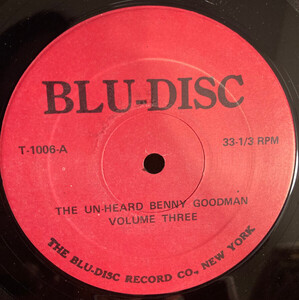 BLU-DISC
T-1006-A
33-1/3 RPM
THE UN-HEARD BENNY GOODMAN
VOLUME THREE
THE BLU-DISC RECORD CO., NEW YORK